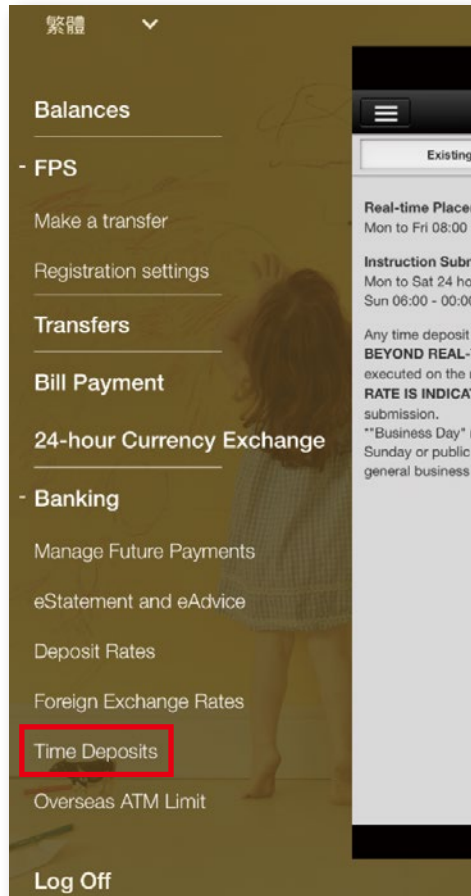 繁體
Balances
- FPS
Make a transfer
Registration settings
Transfers
Bill Payment
24-hour Currency Exchange
- Banking
Manage Future Payments
eStatement and eAdvice
Deposit Rates
Foreign Exchange Rates
Time Deposits
Overseas ATM Limit
Log Off
Existing
Real-time Place
Mon to Fri 08:00
Instruction Subm
Mon to Sat 24 ho
Sun 06:00 - 00:00
Any time deposit
BEYOND REAL-
executed on the
RATE IS INDICA
submission.
"Business Day"
Sunday or public
general business